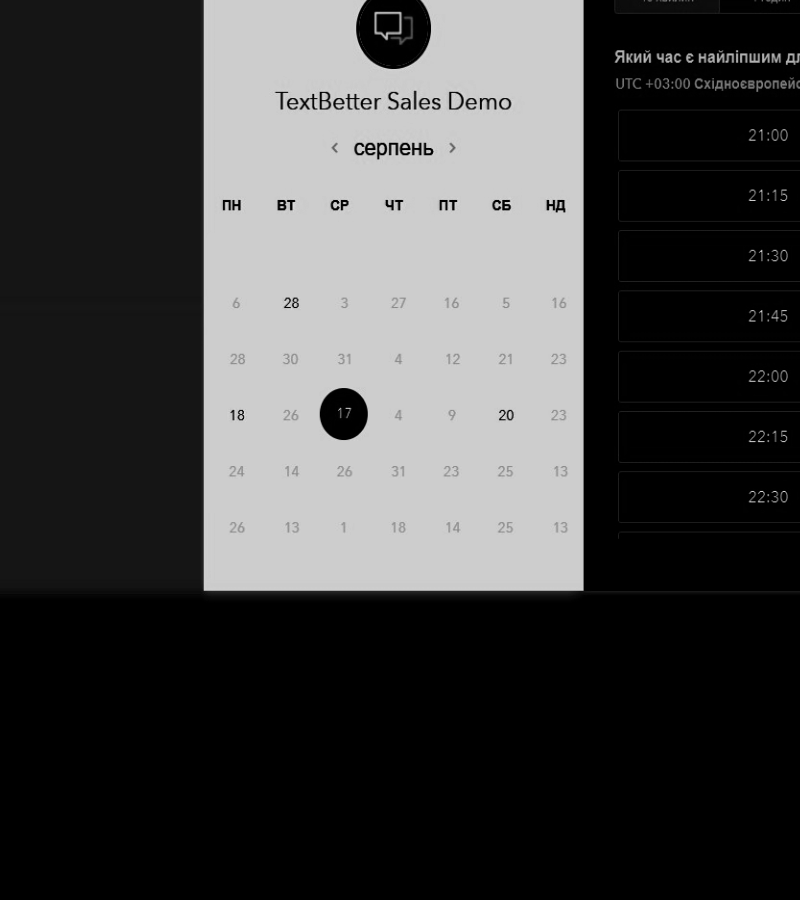 TextBetter Sales Demo
‹ серпень ›
ПН ВТ СР ЧТ ПТ СБ НД
6 28 3 27 16 5 16
28 30 31 4 12 21 23
18 26 17 4 9 20 23
24 14 26 31 23 25 13
26 13 1 18 14 25 13
Який час є найліпшим
UTC +03:00
21:00
21:15
21:30
21:45
22:00
22:15
22:30